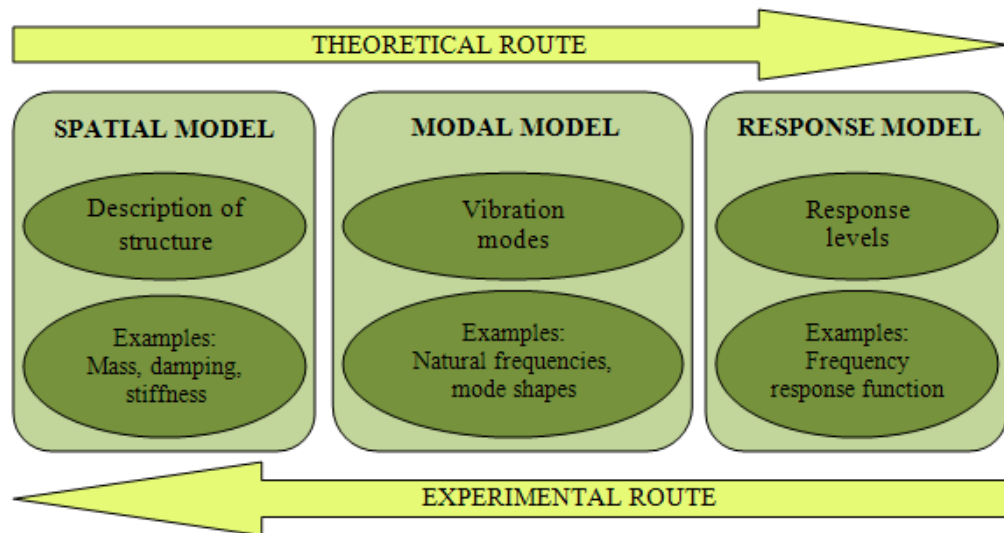 THEORETICAL ROUTE
SPATIAL MODEL
Description of
structure
Examples:
Mass, damping,
stiffness
MODAL MODEL
Vibration
modes
Examples:
Natural frequencies,
mode shapes
RESPONSE MODEL
Response
levels
Examples:
Frequency
response function
EXPERIMENTAL ROUTE